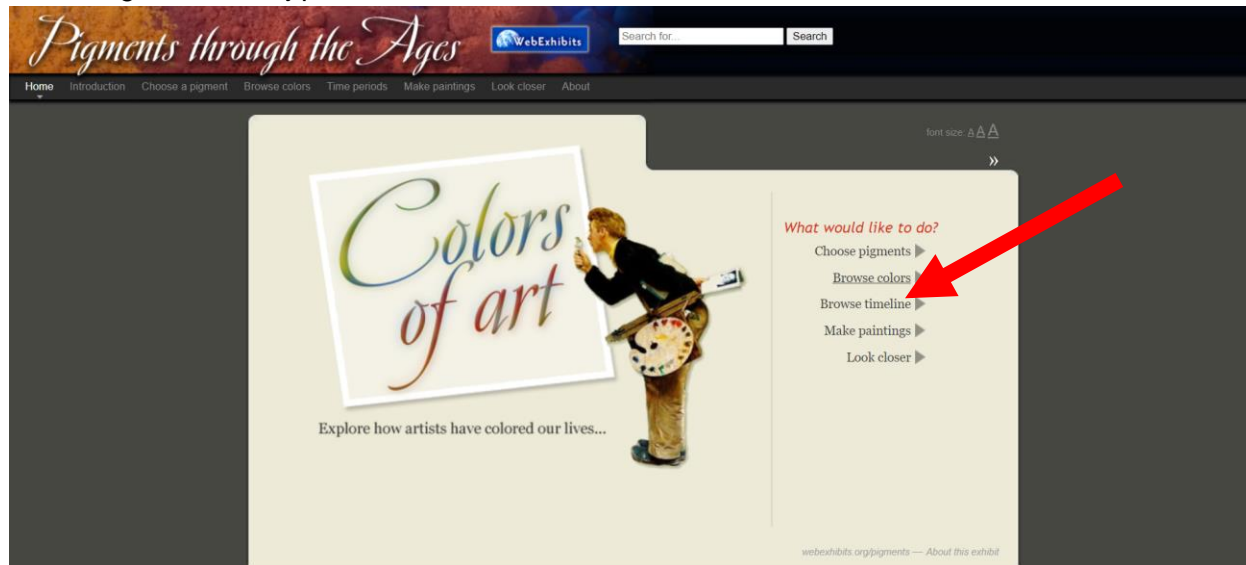 Pigments through the Ages
WebExhibits
Search for...
Search
Home Introduction Choose a pigment Browse colors Time periods Make paintings Look closer About
font size: A A A
»
Colors
of art
What would like to do?
Choose pigments
Browse colors
Browse timeline
Make paintings
Look closer
Explore how artists have colored our lives...
webexhibits.org/pigments — About this exhibit